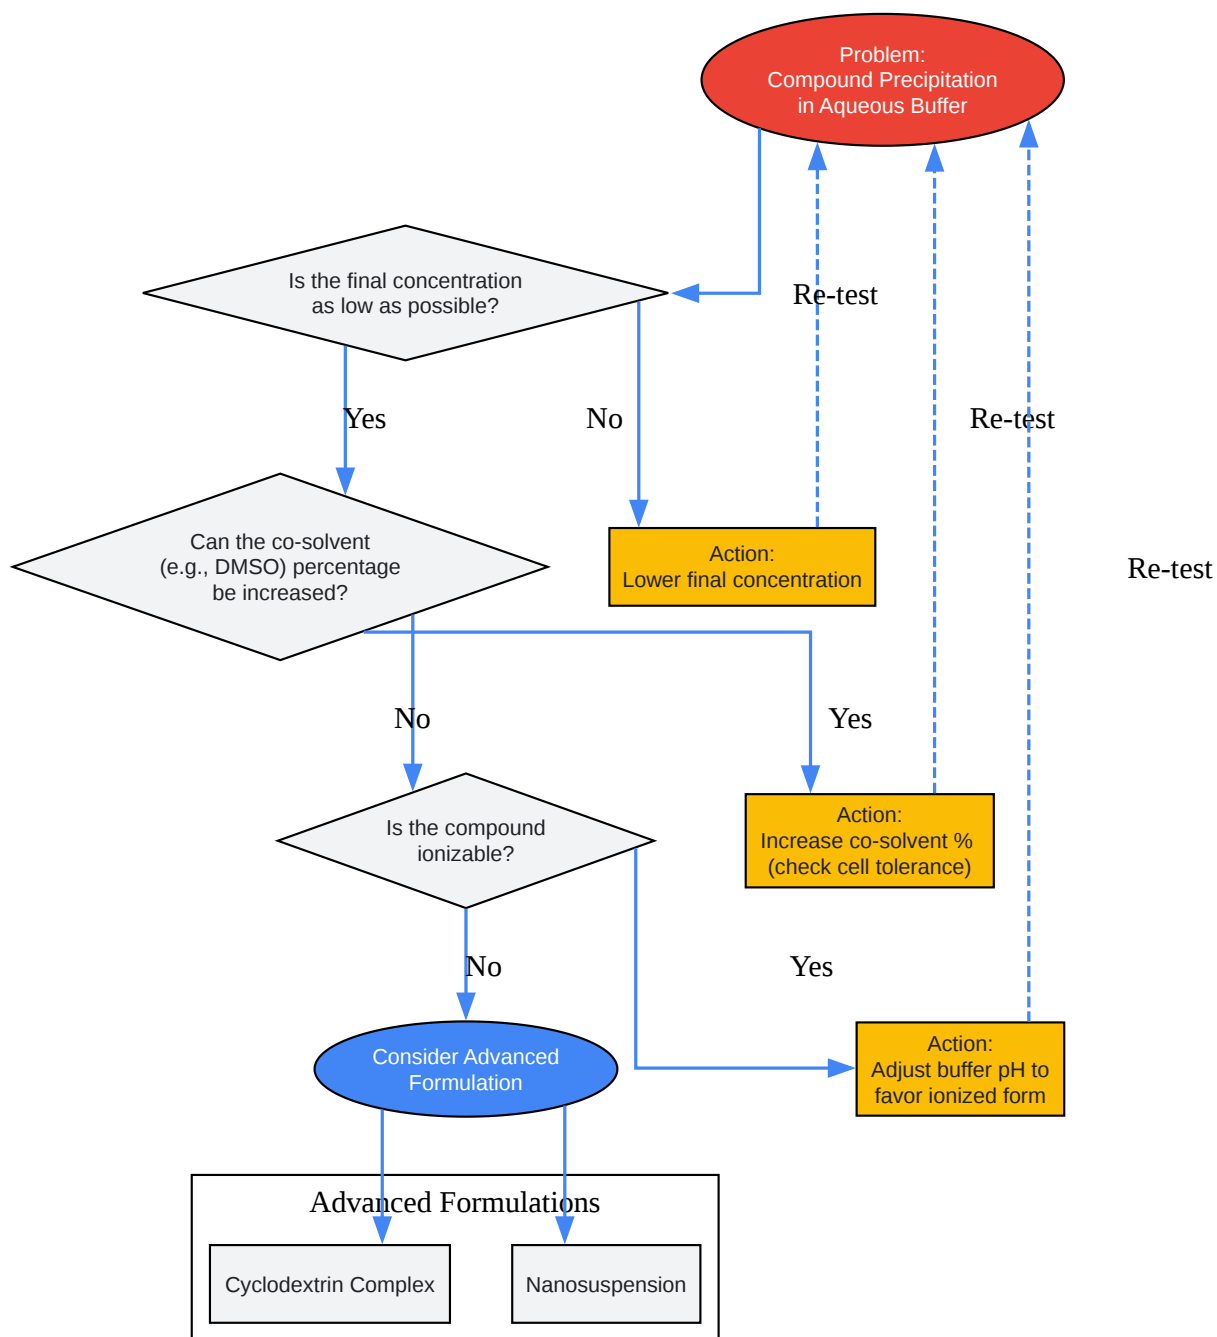 Problem:
Compound Precipitation
in Aqueous Buffer
Is the final concentration
as low as possible?
Re-test
Yes
No
Re-test
Can the co-solvent
(e.g., DMSO) percentage
be increased?
Action:
Lower final concentration
Re-test
No
Yes
Is the compound
ionizable?
Action:
Increase co-solvent %
(check cell tolerance)
No
Yes
Consider Advanced
Formulation
Action:
Adjust buffer pH to
favor ionized form
Advanced Formulations
Cyclodextrin Complex
Nanosuspension